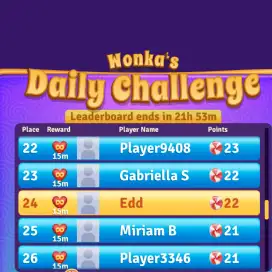 Wonka's
Daily Challenge
Leaderboard ends in 21h 53m
Place Reward Player Name Points
22 15m Player9408 23
23 15m Gabriella S 22
24 15m Edd 22
25 15m Miriam B 21
26 15m Player3346 21